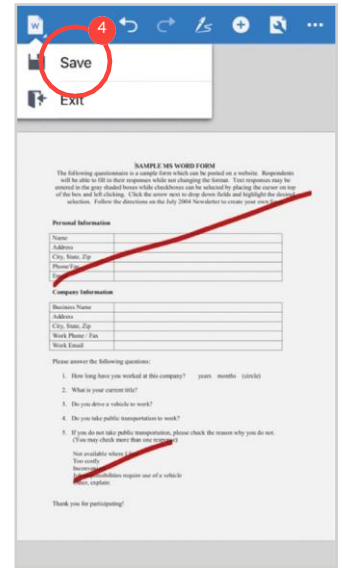 W
4
Save
Exit
SAMPLE MS WORD FORM
The following questionnaire is a sample form which can be posted on a website. Respondents
will be able to fill in their responses while not changing the format. Text responses may be
entered in the gray shaded boxes while checkboxes can be selected by placing the cursor on top
of the box and left clicking. Click the arrow next to drop down fields and highlight the desired
selection. Follow the directions on the July 2004 Newsletter to create your own
Personal Information
Name
Address
City, State, Zip
Phone/Fax
Company Information
Business Name
Address
City, State, Zip
Work Phone / Fax
Work Email
Please answer the following questions:
1. How long have you worked at this company? years months (circle)
2. What is your current title?
3. Do you drive a vehicle to work?
4. Do you take public transportation to work?
5. If you do not take public transportation, please check the reason why you do not.
(You may check more than one response)
Not available where I
Too costly
Inconvenient
Job responsibilities require use of a vehicle
Other, explain:
Thank you for participating!